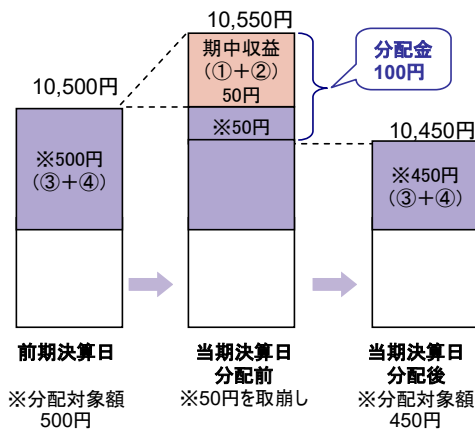 10,550円
期中収益
(①+②)
50円
分配金
100円
10,500円
※50円
10,450円
※500円
(③+④)
※450円
(③+④)
前期決算日
当期決算日
分配前
当期決算日
分配後
※分配対象額
500円
※50円を取崩し
※分配対象額
450円